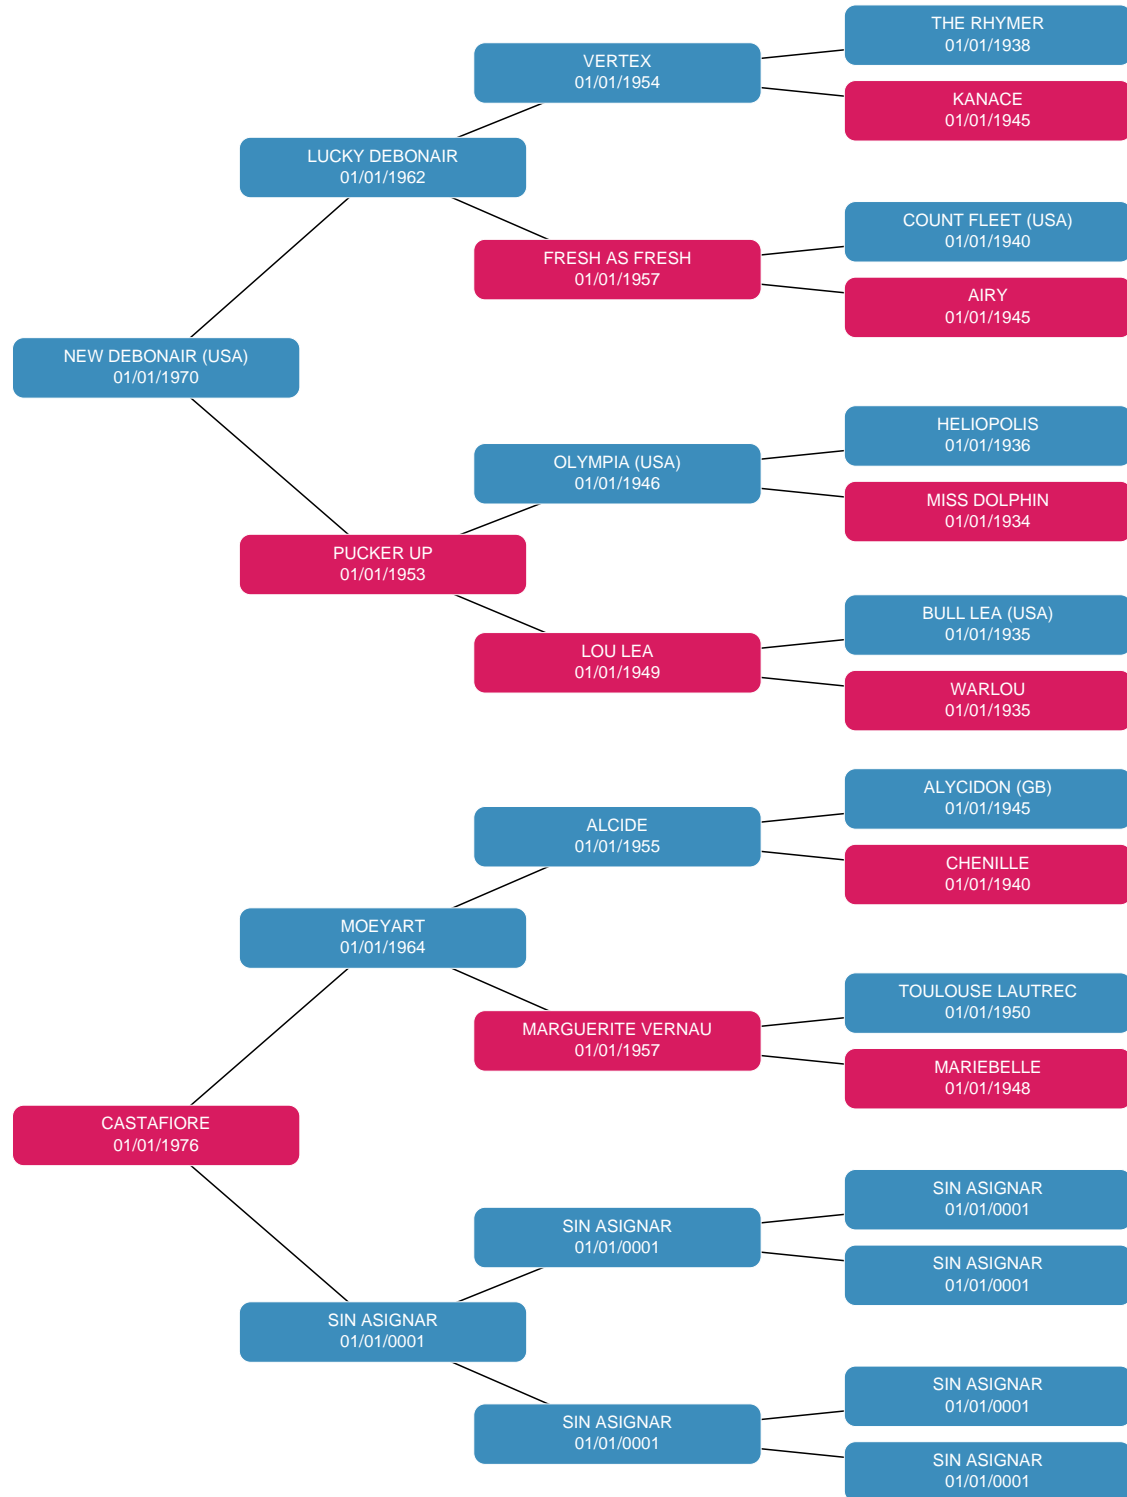 THE RHYMER
01/01/1938
VERTEX
01/01/1954
KANACE
01/01/1945
LUCKY DEBONAIR
01/01/1962
COUNT FLEET (USA)
01/01/1940
FRESH AS FRESH
01/01/1957
AIRY
01/01/1945
NEW DEBONAIR (USA)
01/01/1970
HELIOPOLIS
01/01/1936
OLYMPIA (USA)
01/01/1946
MISS DOLPHIN
01/01/1934
PUCKER UP
01/01/1953
BULL LEA (USA)
01/01/1935
LOU LEA
01/01/1949
WARLOU
01/01/1935
ALYCIDON (GB)
01/01/1945
ALCIDE
01/01/1955
CHENILLE
01/01/1940
MOEYART
01/01/1964
TOULOUSE LAUTREC
01/01/1950
MARGUERITE VERNAU
01/01/1957
MARIEBELLE
01/01/1948
CASTAFIORE
01/01/1976
SIN ASIGNAR
01/01/0001
SIN ASIGNAR
01/01/0001
SIN ASIGNAR
01/01/0001
SIN ASIGNAR
01/01/0001
SIN ASIGNAR
01/01/0001
SIN ASIGNAR
01/01/0001
SIN ASIGNAR
01/01/0001